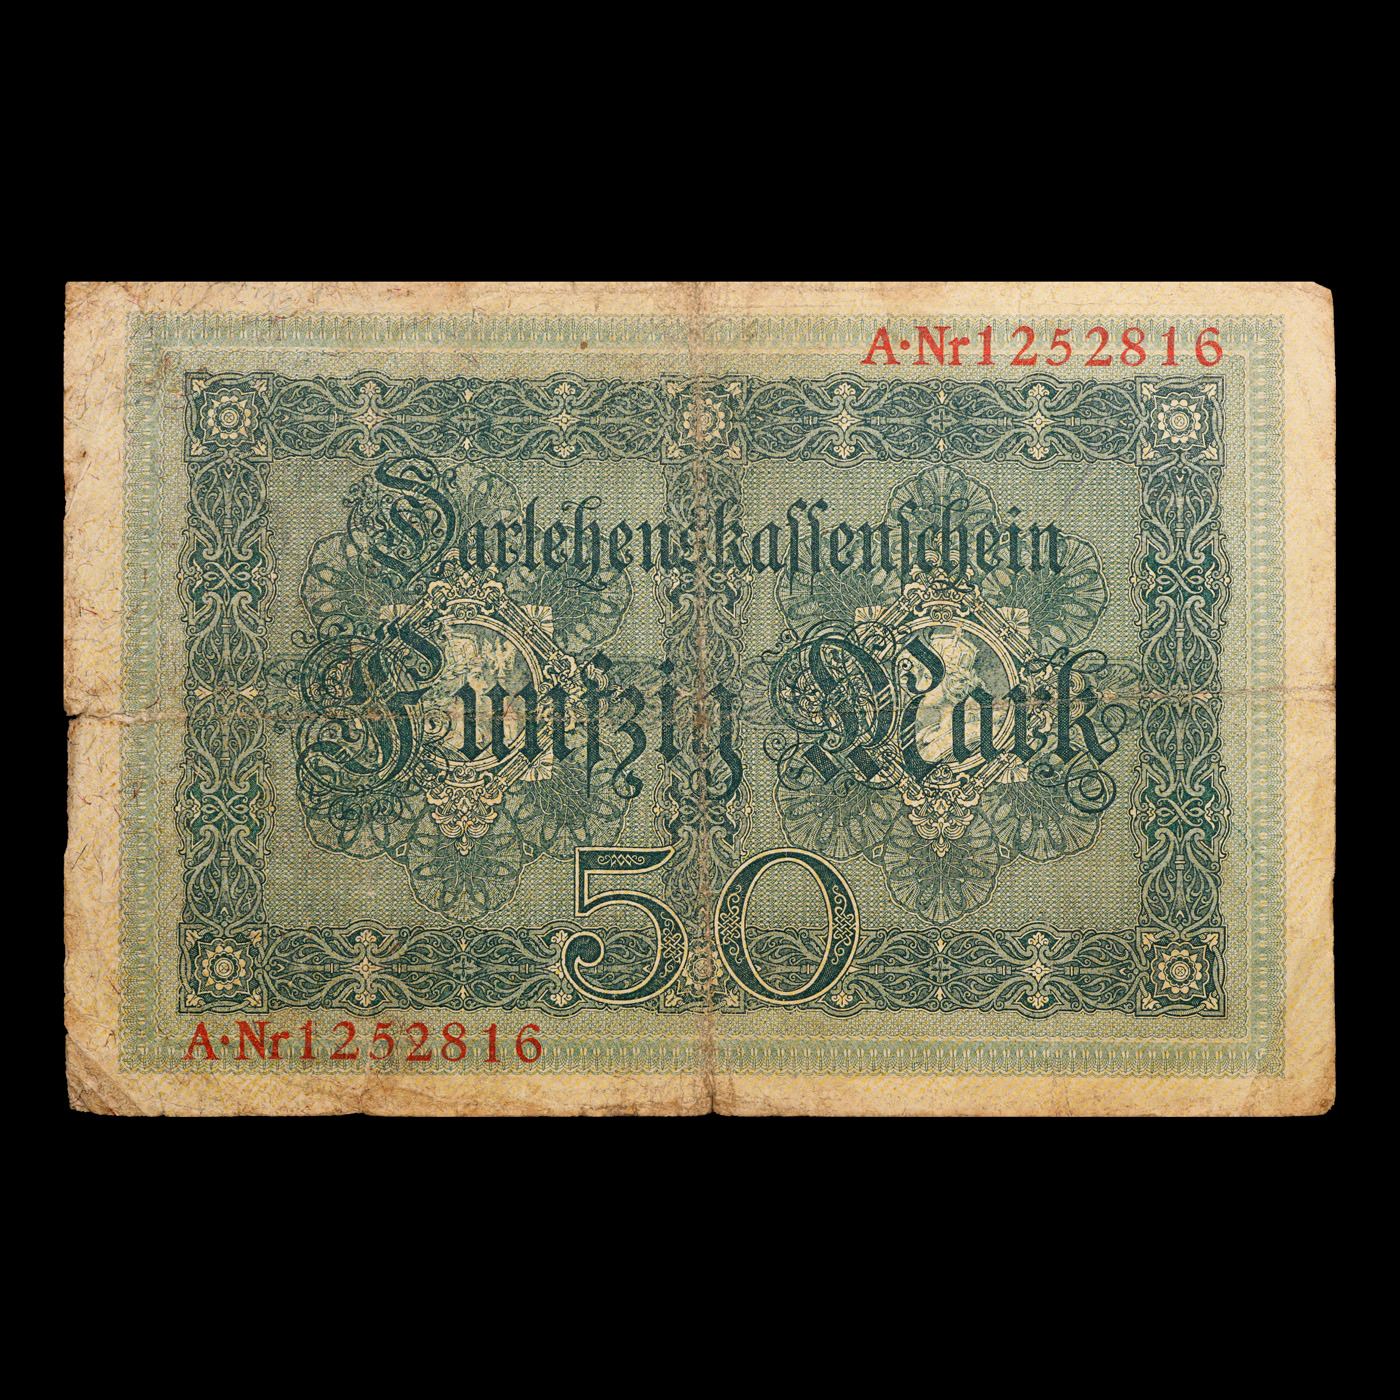 A·Nr1252816
Darlehenskassenschein
Fünfzig Mark
50
A·Nr1252816